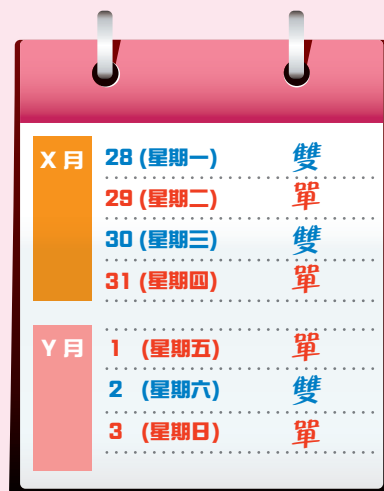 X 月
28 (星期一) 雙
29 (星期二) 單
30 (星期三) 雙
31 (星期四) 單
Y 月
1 (星期五) 單
2 (星期六) 雙
3 (星期日) 單